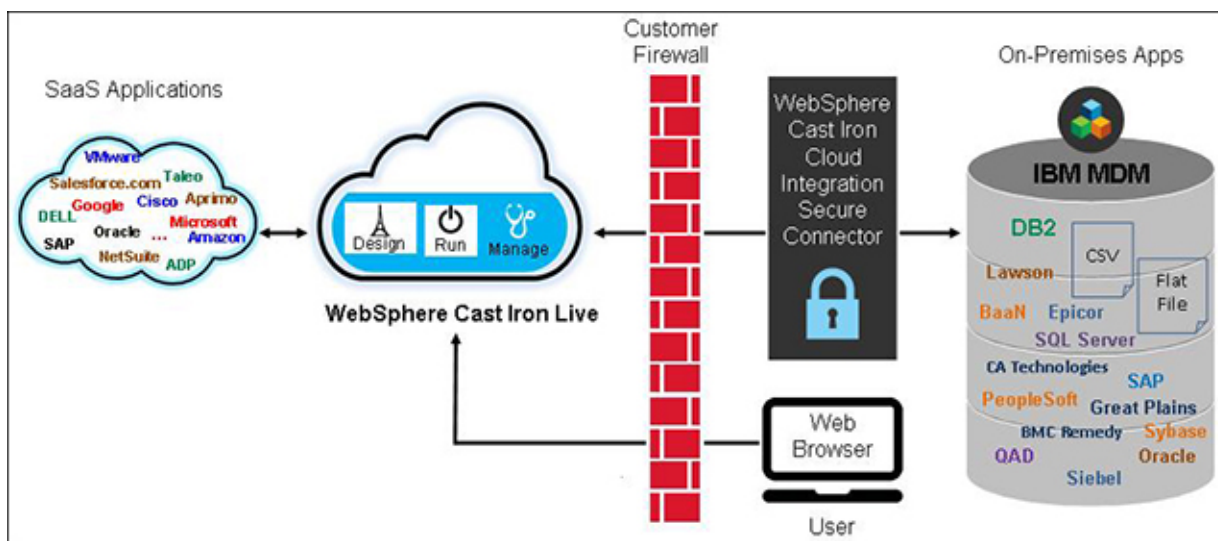 SaaS Applications
VMware
Taleo
Salesforce.com
Aprimo
Google
Cisco
DELL
Microsoft
Oracle
...
Amazon
SAP
NetSuite
ADP
Design
Run
Manage
WebSphere Cast Iron Live
Customer
Firewall
WebSphere
Cast Iron
Cloud
Integration
Secure
Connector
Web
Browser
User
On-Premises Apps
IBM MDM
DB2
CSV
Lawson
Flat
File
BaaN
Epicor
SQL Server
CA Technologies
SAP
PeopleSoft
Great Plains
BMC Remedy
Sybase
QAD
Oracle
Siebel